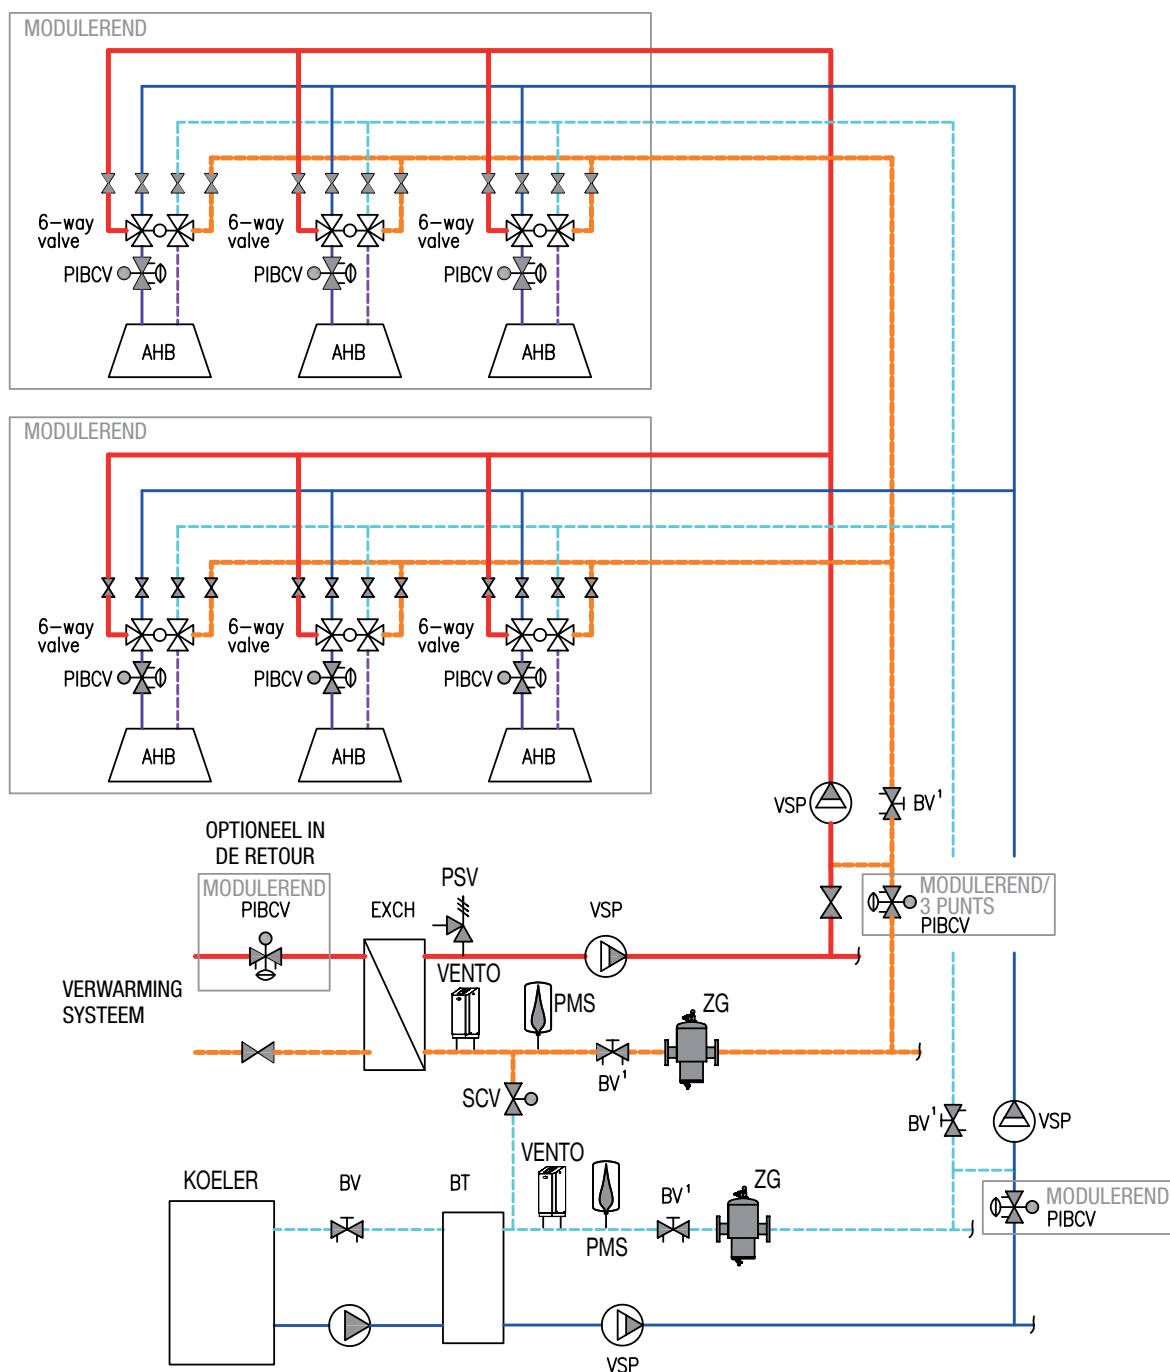 MODULEREND
6-way
valve
6-way
valve
6-way
valve
PIBCV
PIBCV
PIBCV
AHB
AHB
AHB
MODULEREND
6-way
valve
6-way
valve
6-way
valve
PIBCV
PIBCV
PIBCV
AHB
AHB
AHB
VSP
BV¹
OPTIONEEL IN
DE RETOUR
MODULEREND
PIBCV
EXCH
PSV
VSP
MODULEREND/
3 PUNTS
PIBCV
VERWARMING
SYSTEEM
VENTO
PMS
ZG
BV¹
SCV
BV¹
VSP
KOELER
BV
BT
VENTO
PMS
BV¹
ZG
MODULEREND
PIBCV
VSP